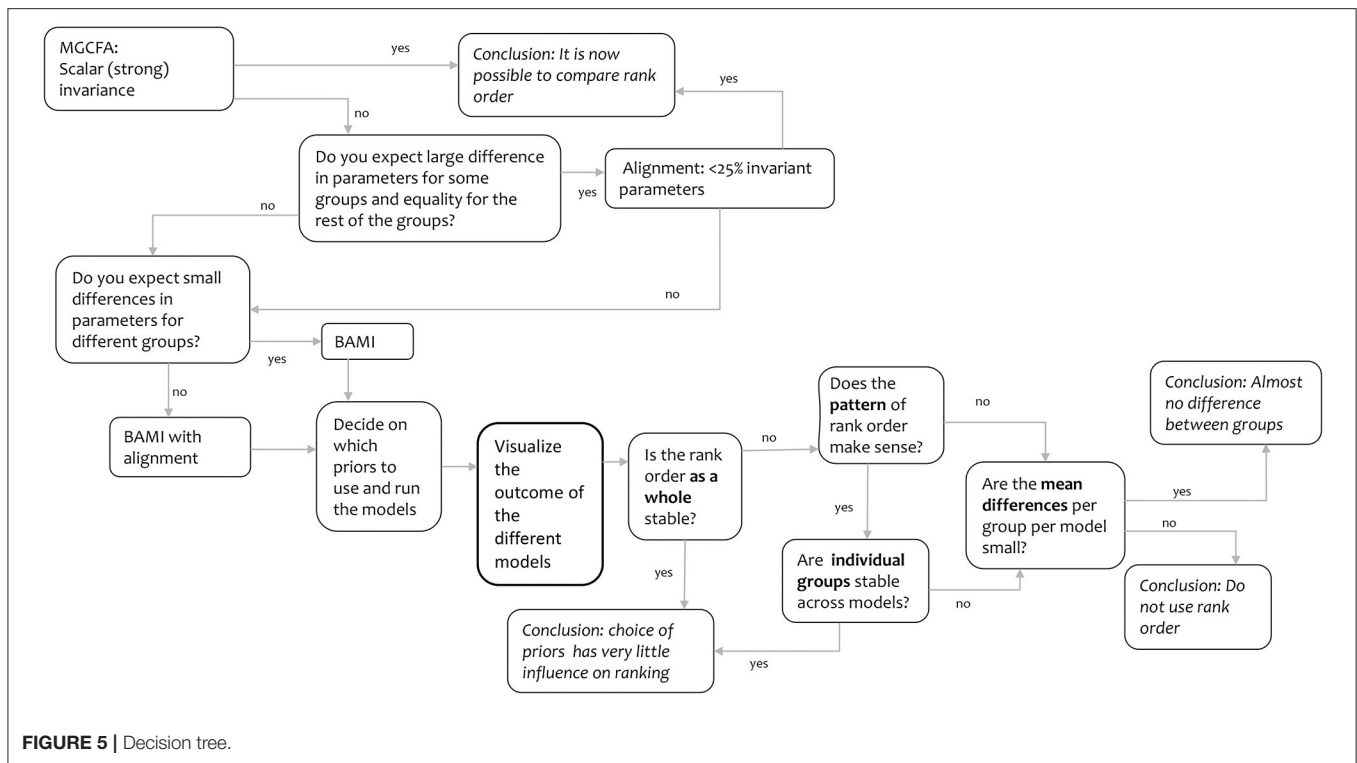 MGCFA:
Scalar (strong)
invariance
yes
Conclusion: It is now
possible to compare rank
order
yes
no
Do you expect large difference
in parameters for some
groups and equality for the
rest of the groups?
yes
Alignment: <25% invariant
parameters
no
no
Do you expect small
differences in
parameters for
different groups?
yes
BAMI
no
BAMI with
alignment
Decide on
which
priors to
use and run
the models
Visualize
the
outcome of
the
different
models
Is the rank
order as a
whole
stable?
no
yes
Does the
pattern of
rank order
make sense?
no
yes
Are individual
groups stable
across models?
no
yes
Conclusion: choice of
priors has very little
influence on ranking
Are the mean
differences per
group per model
small?
yes
no
Conclusion: Almost
no difference
between groups
Conclusion: Do
not use rank
order
FIGURE 5 | Decision tree.